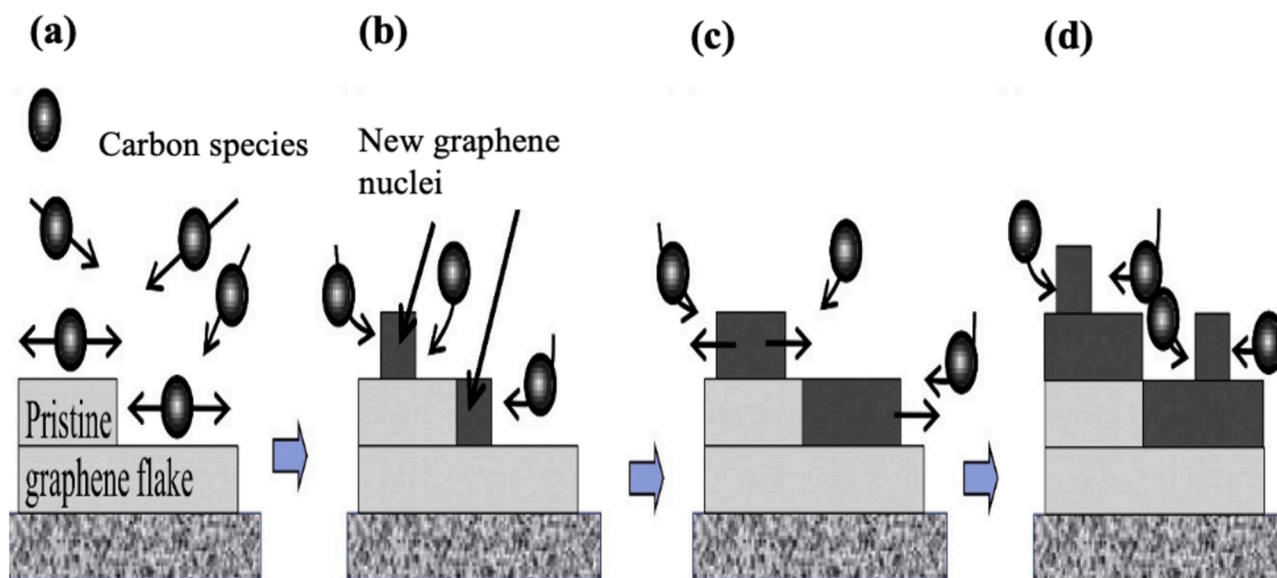 (a)
(b)
(c)
(d)
Carbon species
New graphene
nuclei
Pristine
graphene flake